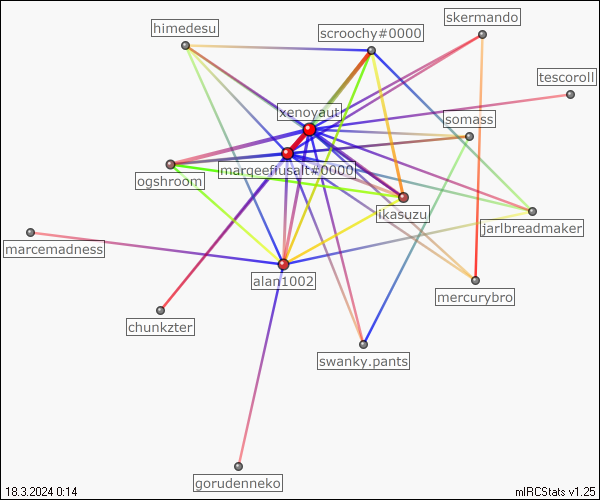 skermando
himedesu
scroochy#0000
tescoroll
xenoyaut
somass
marqeefiusalt#0000
ogshroom
ikasuzu
jarlbreadmaker
marcemadness
alan1002
mercurybro
chunkzter
swanky.pants
gorudenneko
18.3.2024 0:14
mIRCStats v1.25